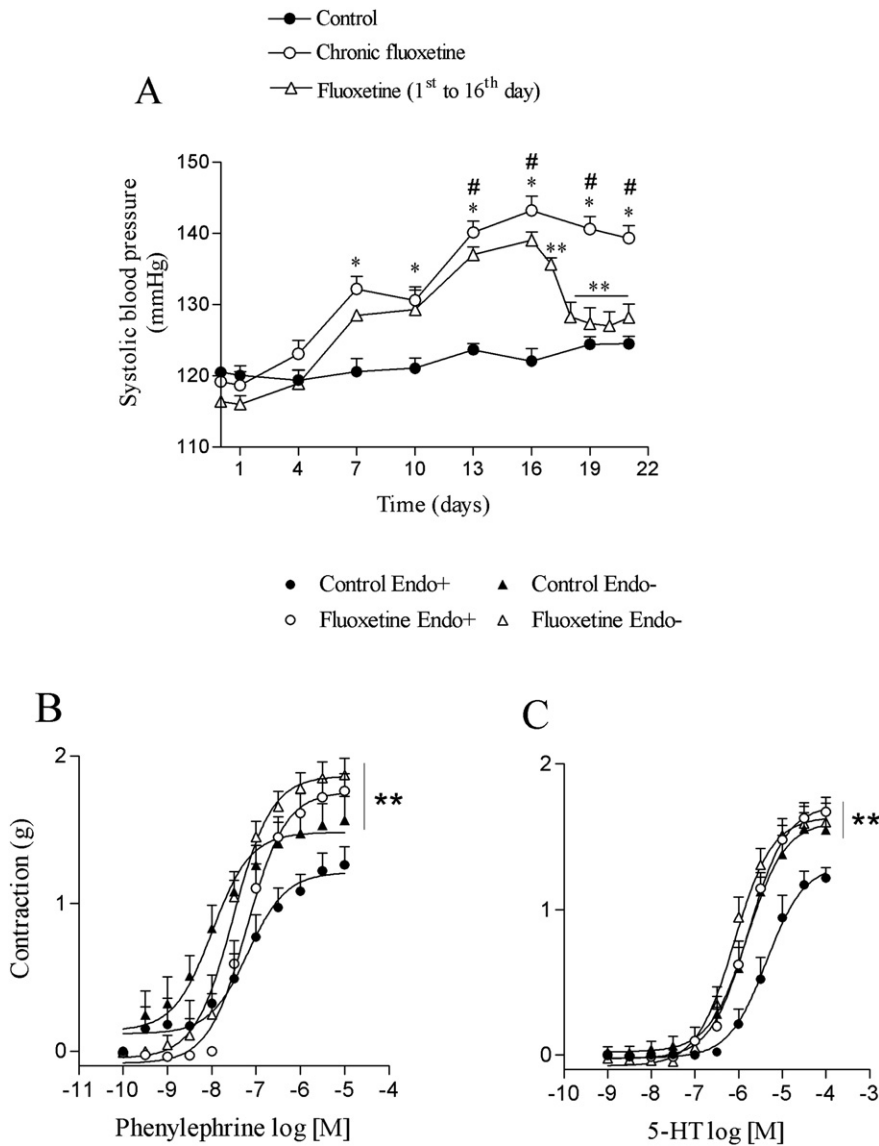 Control
Chronic fluoxetine
Fluoxetine (1st to 16th day)
A
Systolic blood pressure
(mmHg)
150
140
130
120
110
# # # #
* * * * * *
** **
1 4 7 10 13 16 19 22
Time (days)
Control Endo+ Control Endo-
Fluoxetine Endo+ Fluoxetine Endo-
B
Contraction (g)
2
1
0
**
-11 -10 -9 -8 -7 -6 -5 -4
Phenylephrine log [M]
C
2
1
0
**
-10 -9 -8 -7 -6 -5 -4 -3
5-HT log [M]